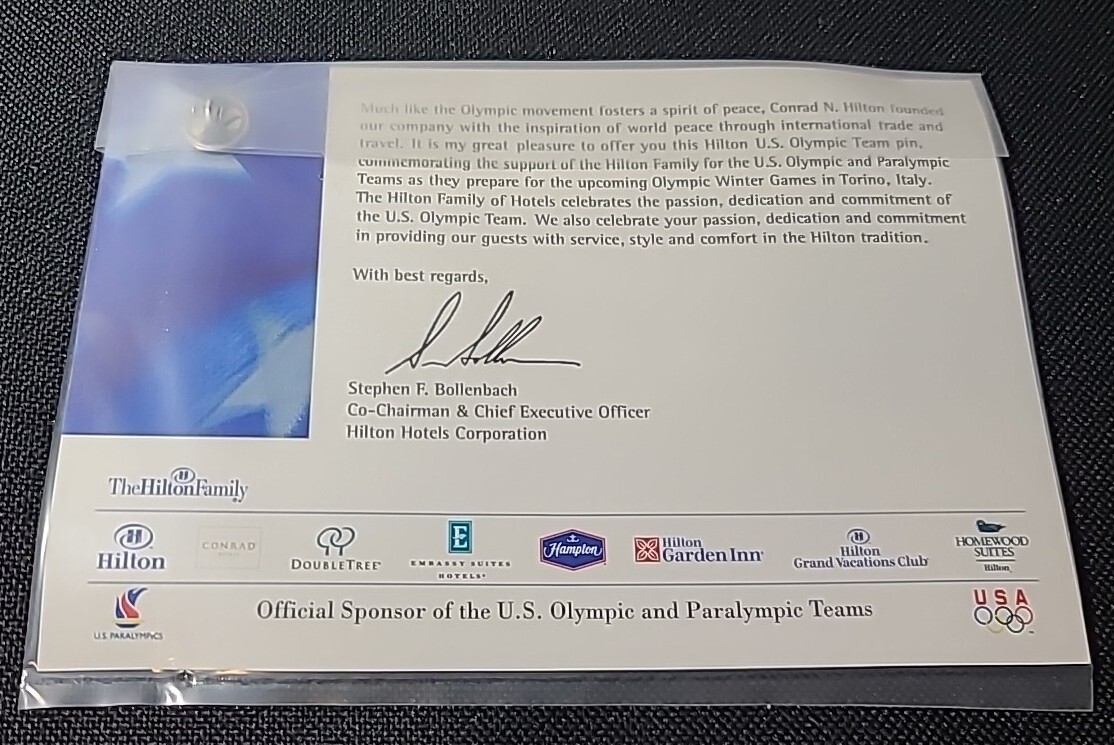 Much like the Olympic movement fosters a spirit of peace, Conrad N. Hilton founded
our company with the inspiration of world peace through international trade and
travel. It is my great pleasure to offer you this Hilton U.S. Olympic Team pin,
commemorating the support of the Hilton Family for the U.S. Olympic and Paralympic
Teams as they prepare for the upcoming Olympic Winter Games in Torino, Italy.
The Hilton Family of Hotels celebrates the passion, dedication and commitment of
the U.S. Olympic Team. We also celebrate your passion, dedication and commitment
in providing our guests with service, style and comfort in the Hilton tradition.
With best regards,
Stephen F. Bollenbach
Co-Chairman & Chief Executive Officer
Hilton Hotels Corporation
TheHiltonFamily
Hilton
CONRAD
DOUBLETREE
E
EMBASSY SUITES
HOTELS
Hampton
Hilton
Garden Inn
Hilton
Grand Vacations Club
HOMEWOOD
SUITES
Hilton
U.S. PARALYMPICS
Official Sponsor of the U.S. Olympic and Paralympic Teams
USA